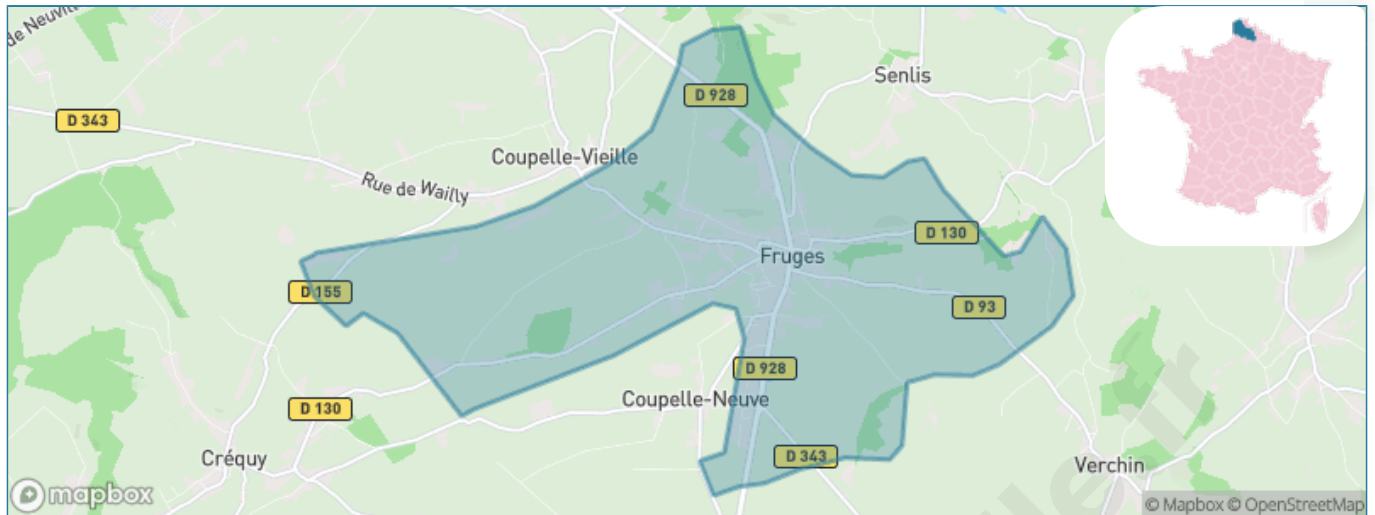 de Neuvil
D 343
D 928
Senlis
Coupelle-Vieille
Rue de Wailly
D 130
Fruges
D 155
D 93
D 928
Coupelle-Neuve
D 130
D 343
Créquy
Verchin
mapbox
© Mapbox © OpenStreetMap